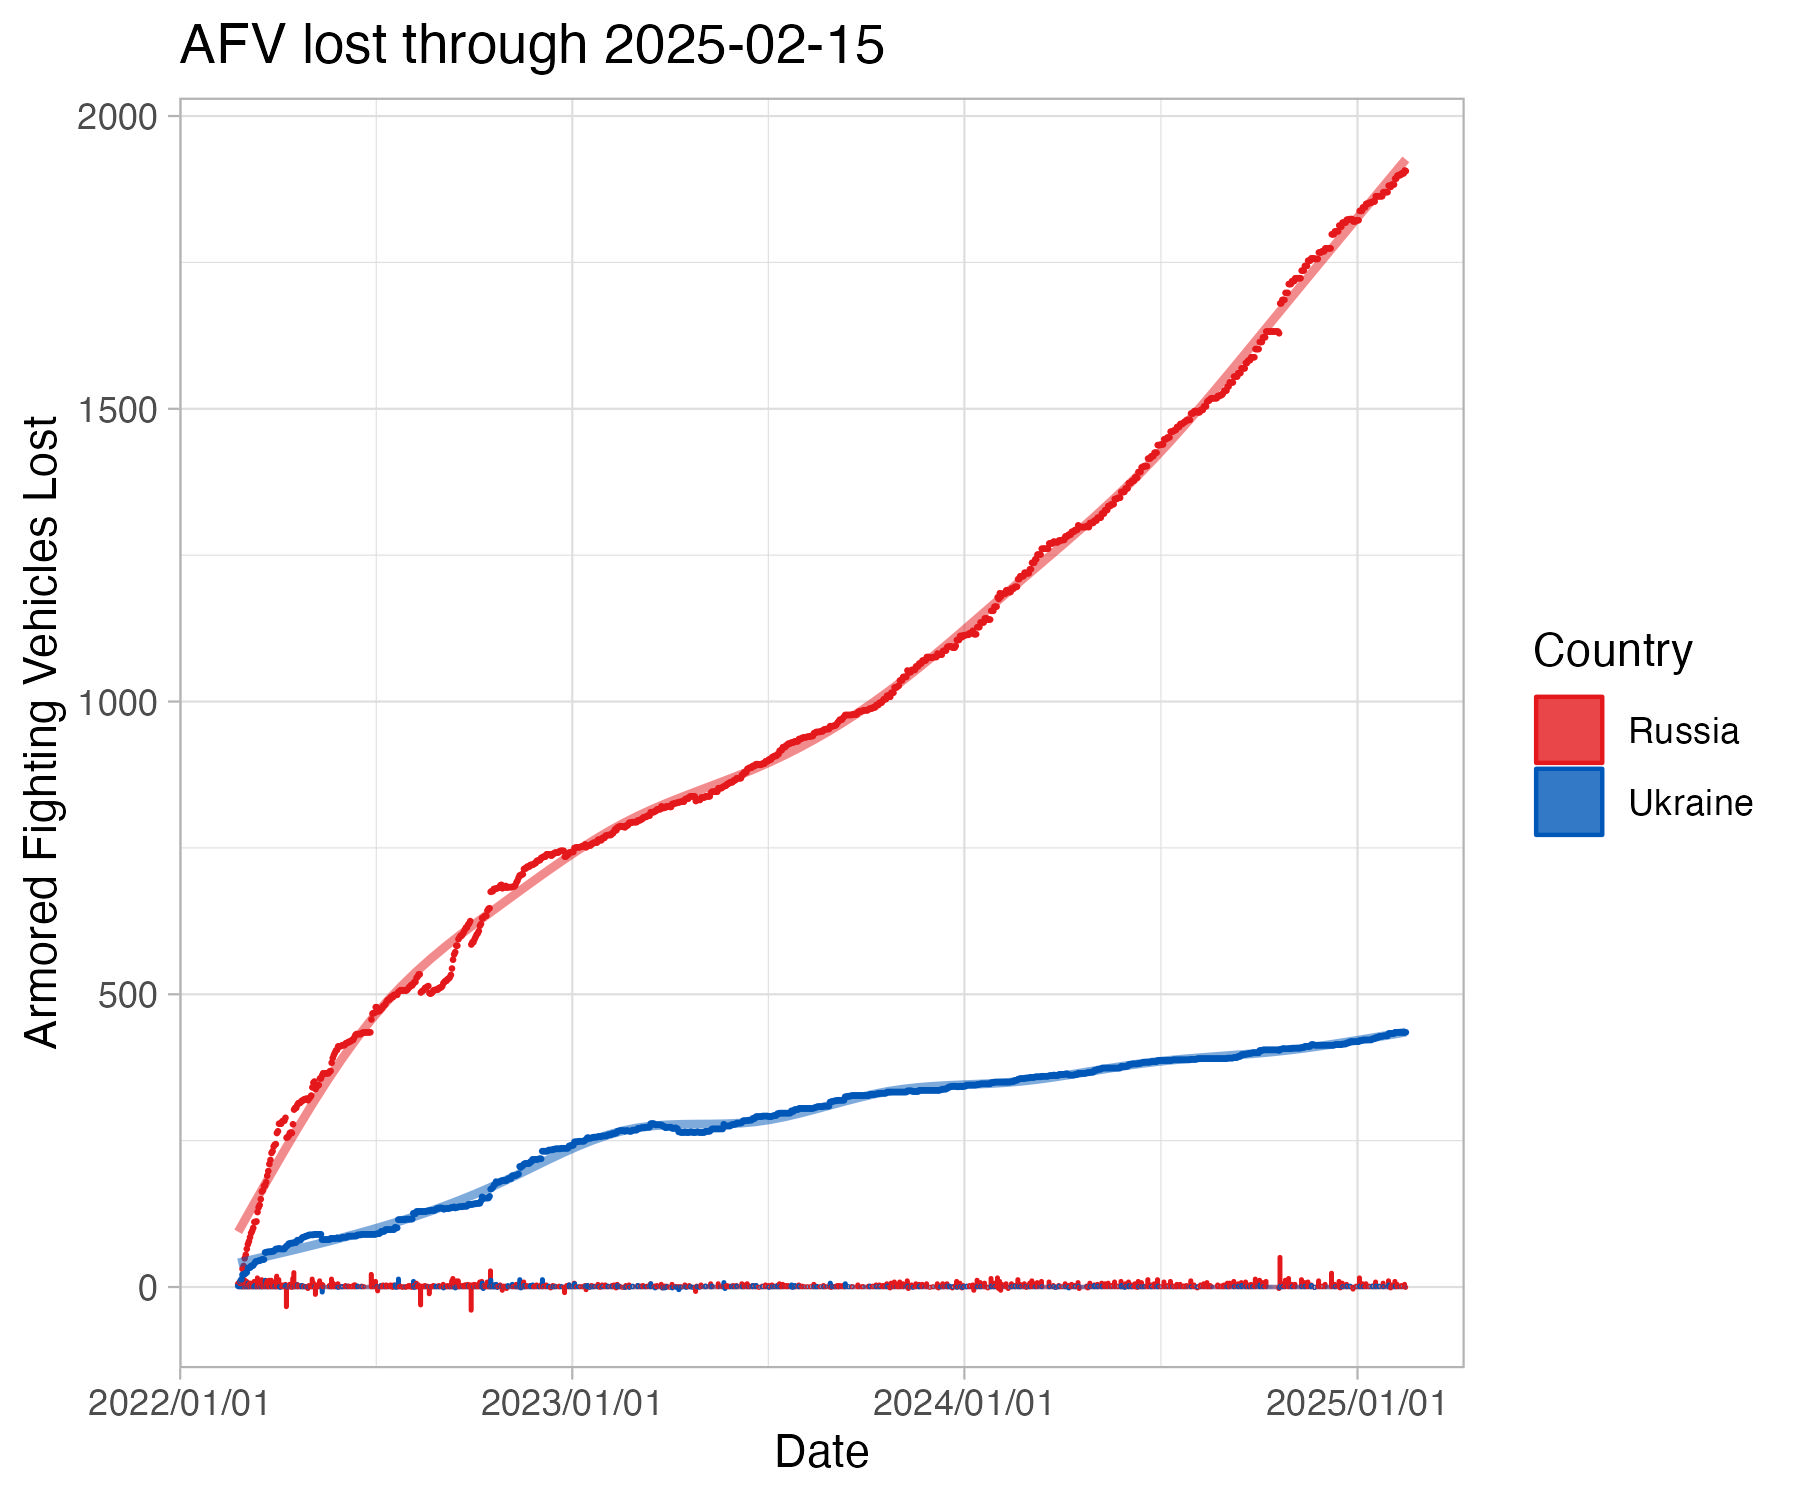 AFV lost through 2025-02-15
Armored Fighting Vehicles Lost
2000
1500
1000
500
0
2022/01/01
2023/01/01
2024/01/01
2025/01/01
Date
Country
Russia
Ukraine